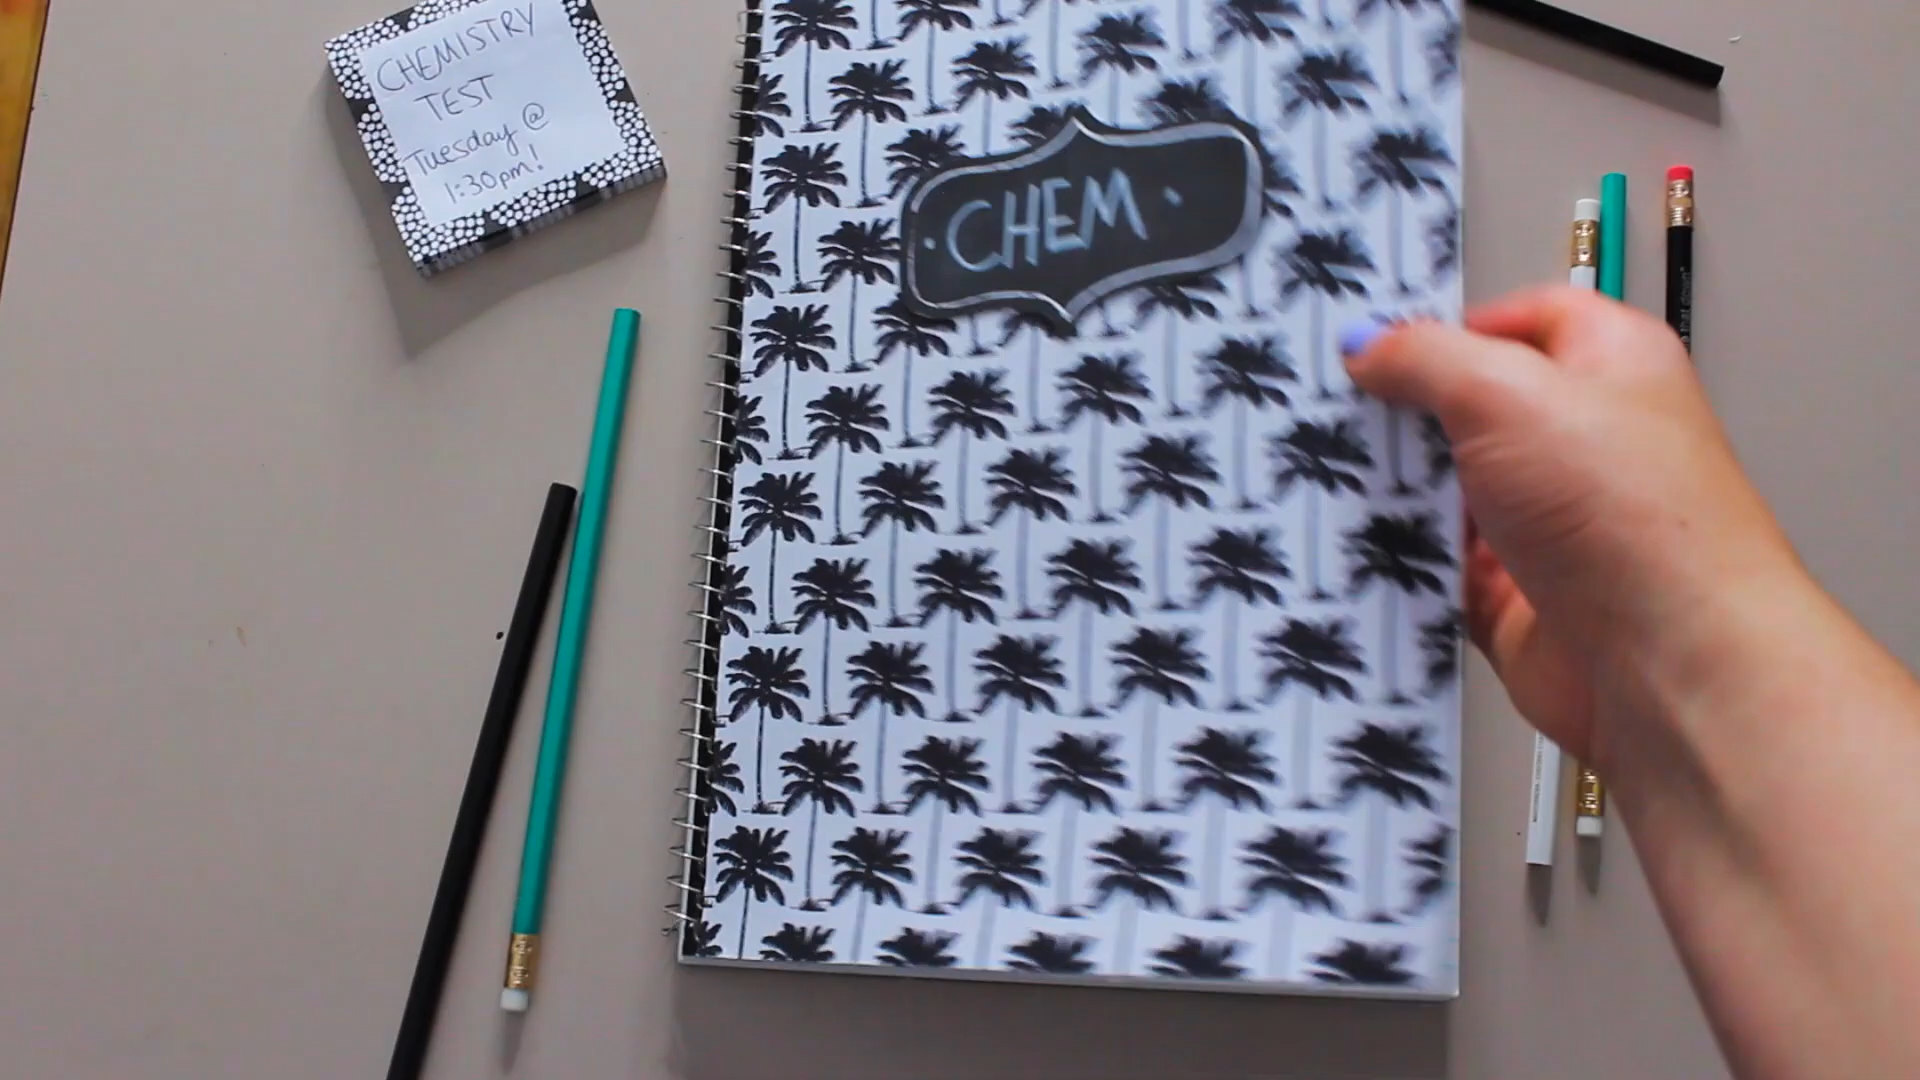 CHEMISTRY
TEST
Tuesday @
1:30pm!
· CHEM ·